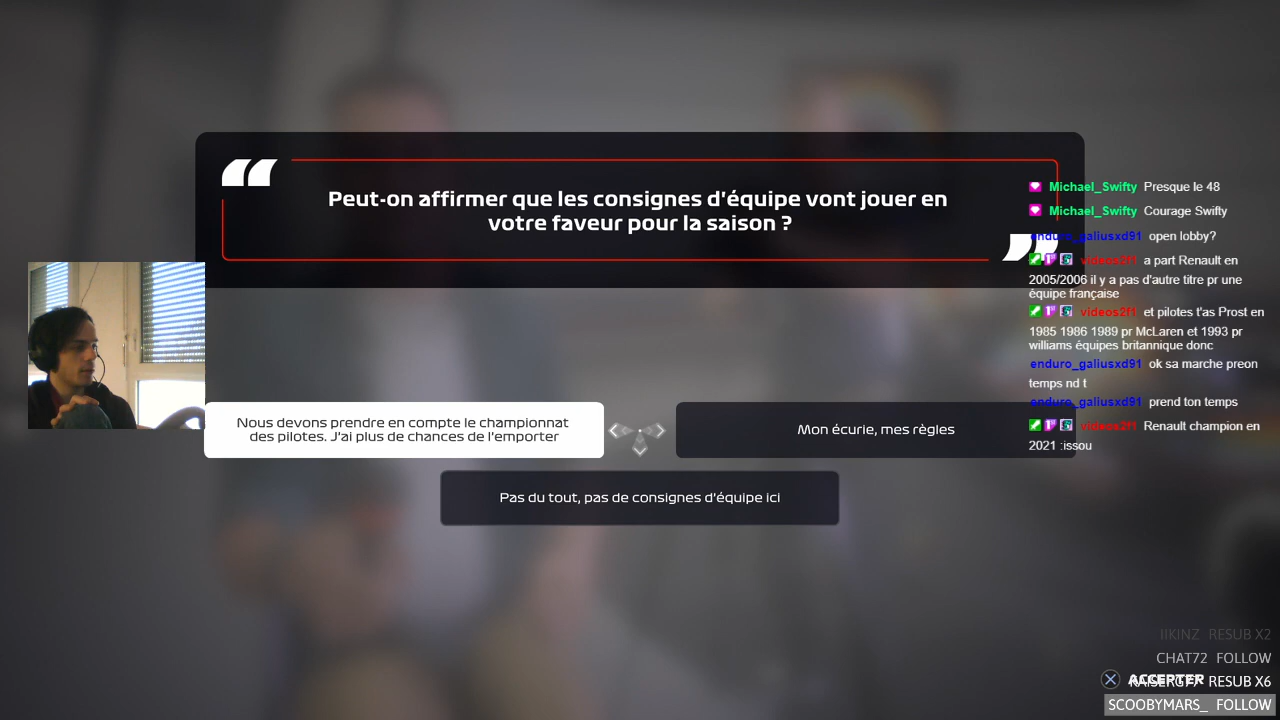 Peut-on affirmer que les consignes d'équipe vont jouer en
votre faveur pour la saison ?
Nous devons prendre en compte le championnat
des pilotes. J'ai plus de chances de l'emporter
Mon écurie, mes règles
Pas du tout, pas de consignes d'équipe ici
Michael_Swifty Presque le 48
Michael_Swifty Courage Swifty
enduro_galiusxd91 open lobby?
videos2f1 a part Renault en
2005/2006 il y a pas d'autre titre pr une
équipe française
videos2f1 et pilotes t'as Prost en
1985 1986 1989 pr McLaren et 1993 pr
williams équipes britannique donc
enduro_galiusxd91 ok sa marche preon
temps nd t
enduro_galiusxd91 prend ton temps
videos2f1 Renault champion en
2021 :issou
IIKINZ RESUB X2
CHAT72 FOLLOW
ACCEPTER
RESUB X6
SCOOBYMARS_ FOLLOW